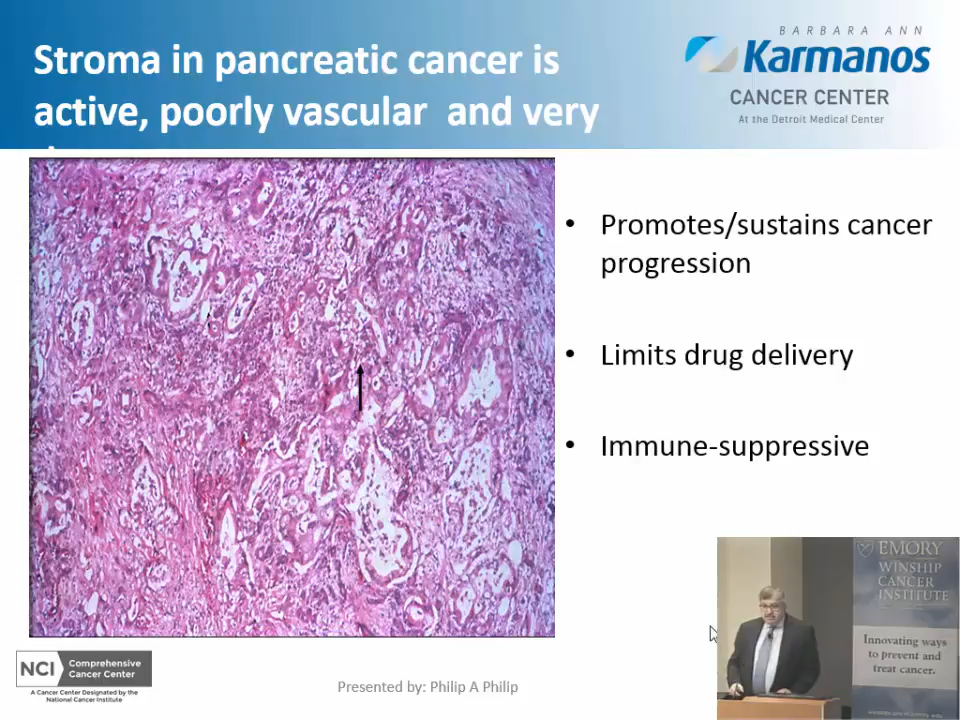 Stroma in pancreatic cancer is
active, poorly vascular and very
BARBARA ANN
Karmanos
CANCER CENTER
At the Detroit Medical Center
• Promotes/sustains cancer
progression
• Limits drug delivery
• Immune-suppressive
NCI
Comprehensive
Cancer Center
A Cancer Center Designated by the
National Cancer Institute
Presented by: Philip A Philip
EMORY
WINSHIP
CANCER
INSTITUTE
Innovating ways
to prevent and
treat cancer.